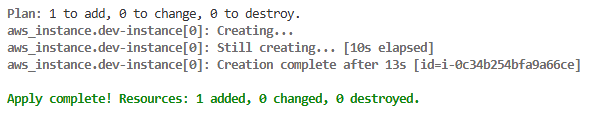 Plan: 1 to add, 0 to change, 0 to destroy.
aws_instance.dev-instance[0]: Creating...
aws_instance.dev-instance[0]: Still creating... [10s elapsed]
aws_instance.dev-instance[0]: Creation complete after 13s [id=i-0c34b254bfa9a66ce]
Apply complete! Resources: 1 added, 0 changed, 0 destroyed.